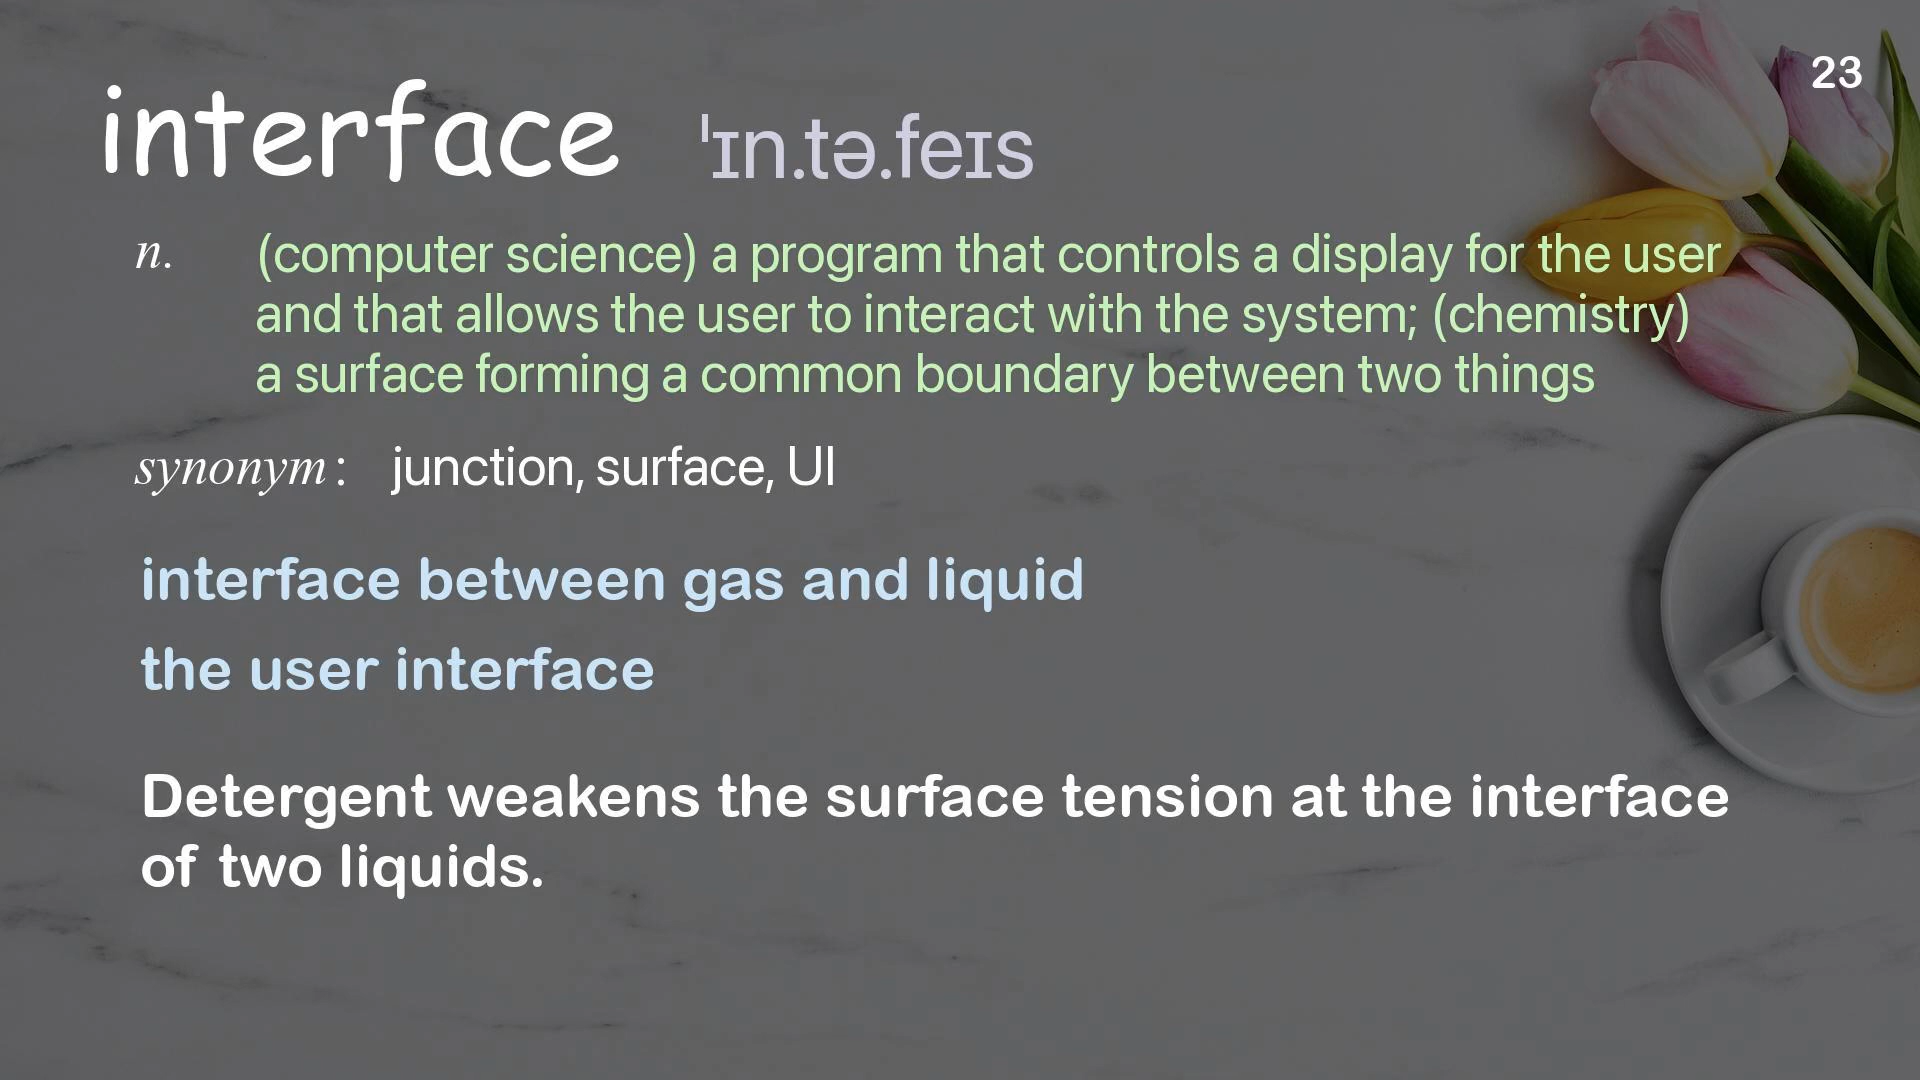 23
interface ˈɪn.tə.feɪs
n. (computer science) a program that controls a display for the user
and that allows the user to interact with the system; (chemistry)
a surface forming a common boundary between two things
synonym: junction, surface, UI
interface between gas and liquid
the user interface
Detergent weakens the surface tension at the interface
of two liquids.